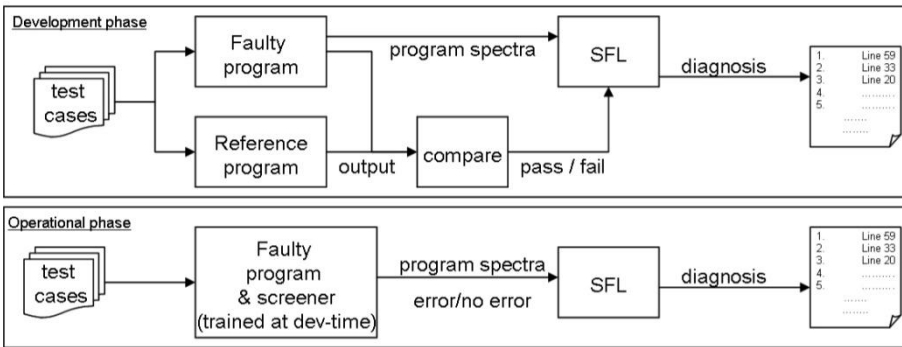 Development phase
test
cases
Faulty
program
Reference
program
program spectra
output
compare
pass / fail
SFL
diagnosis
1. Line 59
2. Line 33
3. Line 20
4. ..........
5. ..........
.......
........
Operational phase
test
cases
Faulty
program
& screener
(trained at dev-time)
program spectra
error/no error
SFL
diagnosis
1. Line 59
2. Line 33
3. Line 20
4. ..........
5. ..........
.......
........